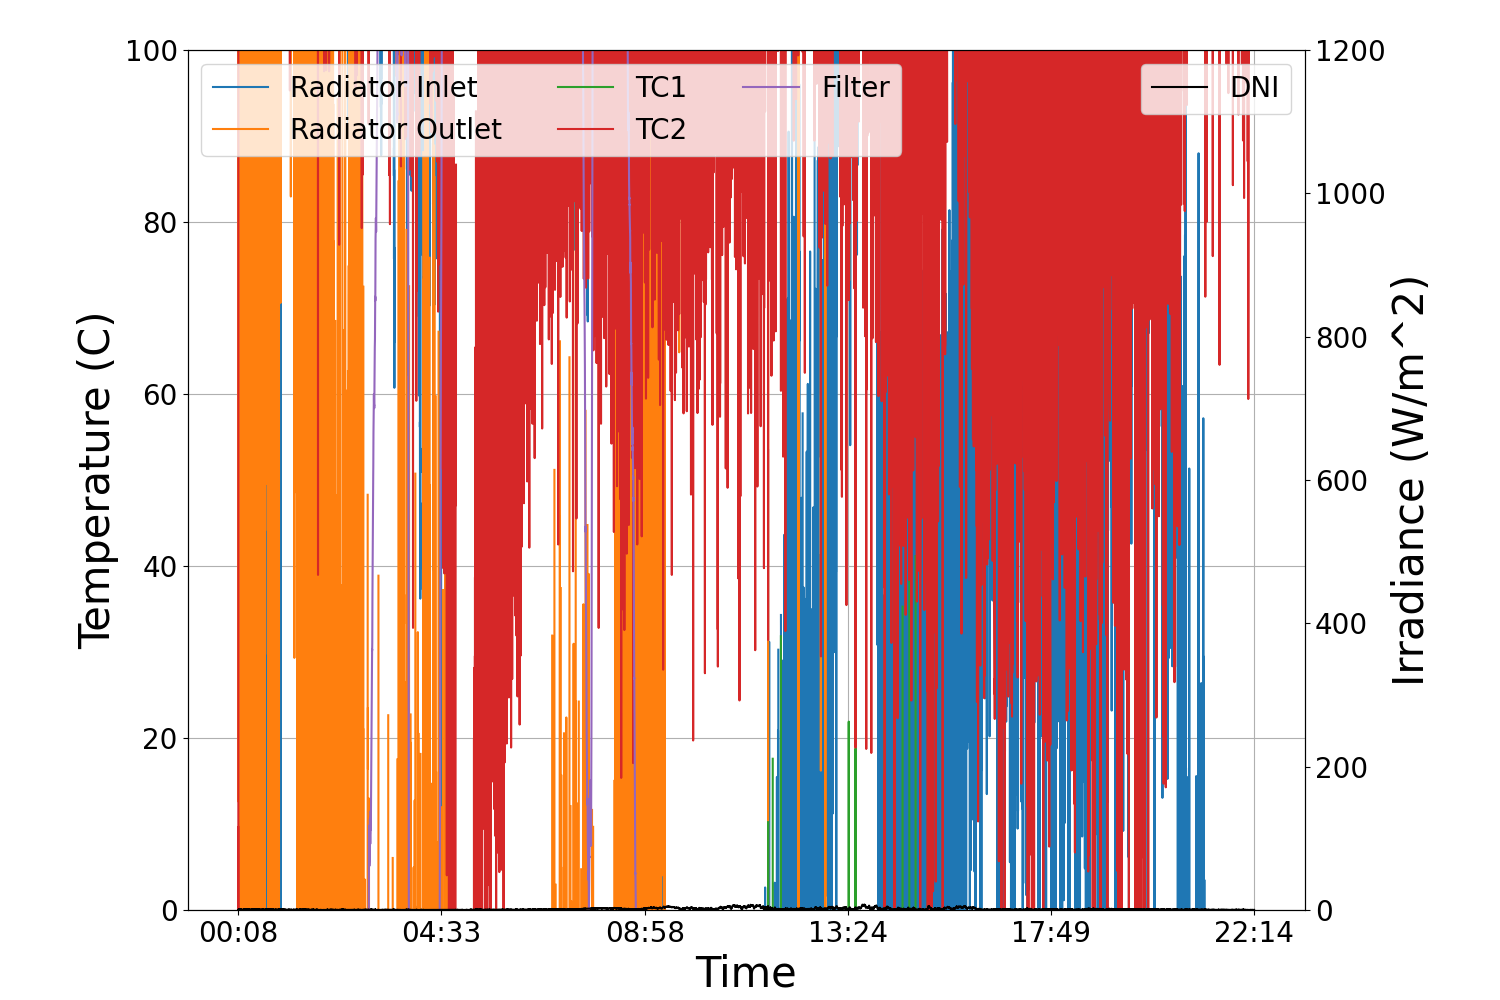 Radiator Inlet
Radiator Outlet
TC1
TC2
Filter
DNI
Temperature (C)
100
80
60
40
20
0
1200
1000
800
600
400
200
0
Irradiance (W/m^2)
00:08 04:33 08:58 13:24 17:49 22:14
Time